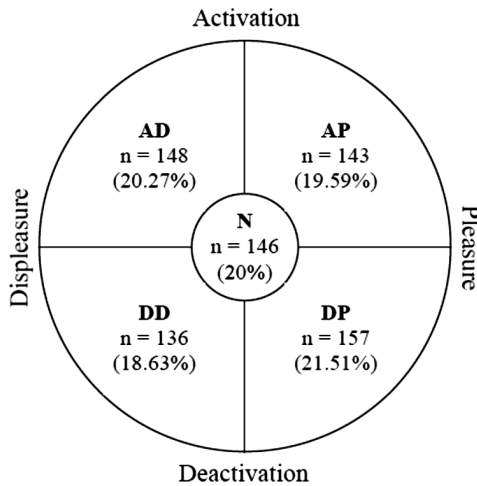 Activation
AD
n = 148
(20.27%)
AP
n = 143
(19.59%)
Displeasure
N
n = 146
(20%)
Pleasure
DD
n = 136
(18.63%)
DP
n = 157
(21.51%)
Deactivation